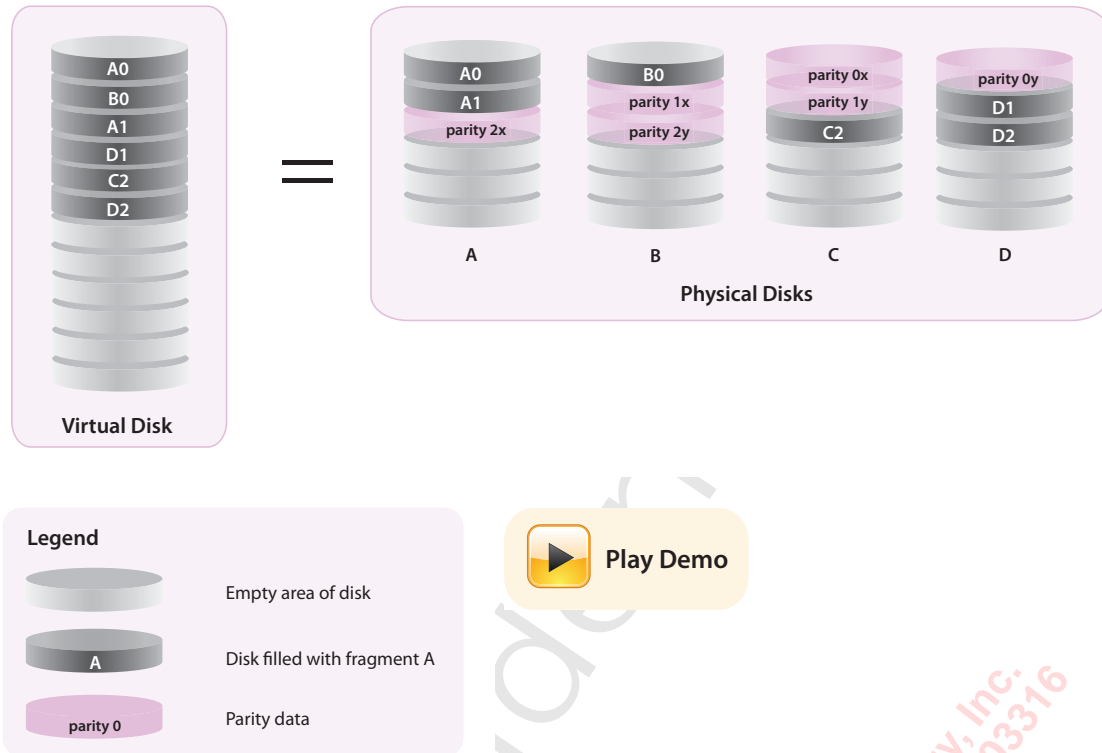 A0
B0
A1
D1
C2
D2
Virtual Disk
A0
A1
parity 2x
A
B0
parity 1x
parity 2y
B
parity 0x
parity 1y
C2
C
parity 0y
D1
D2
D
Physical Disks
Legend
Empty area of disk
A
Disk filled with fragment A
parity 0
Parity data
Play Demo
Inc.